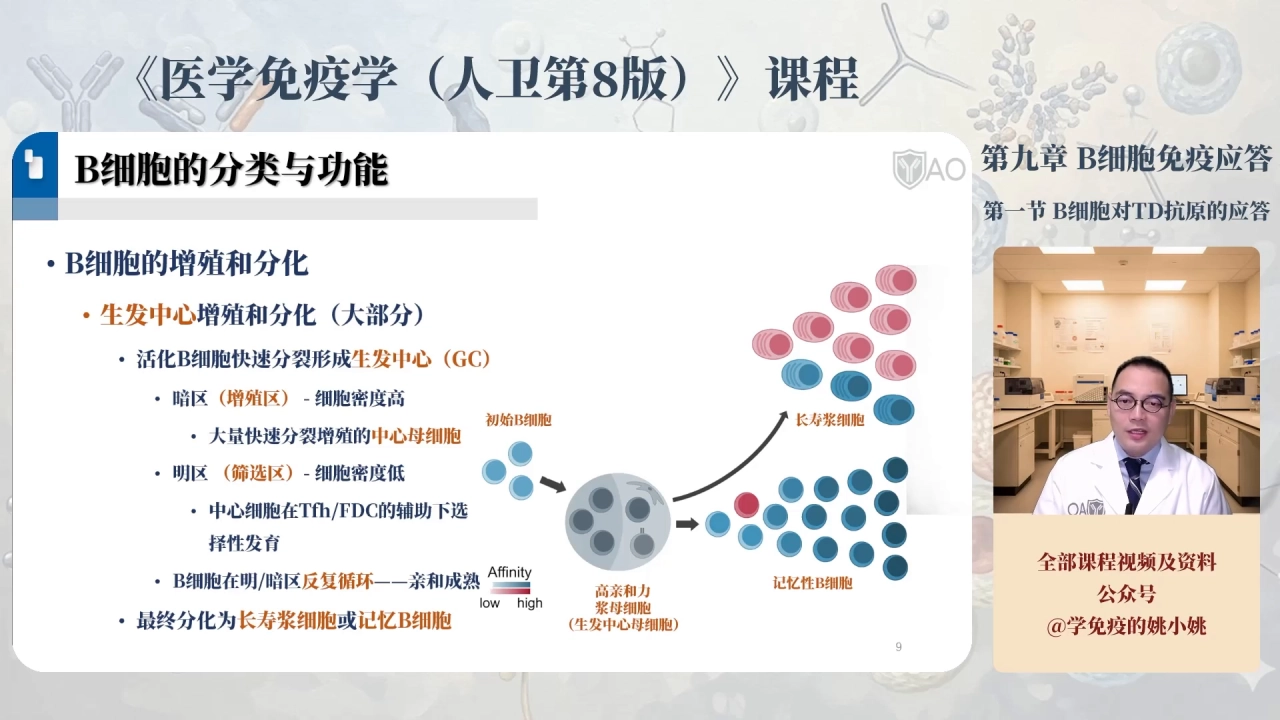 《医学免疫学（人卫第8版）》课程
B细胞的分类与功能
YAO
第九章 B细胞免疫应答
第一节 B细胞对TD抗原的应答
• B细胞的增殖和分化
• 生发中心增殖和分化（大部分）
• 活化B细胞快速分裂形成生发中心（GC）
• 暗区（增殖区） - 细胞密度高
• 大量快速分裂增殖的中心母细胞
• 明区 （筛选区）- 细胞密度低
• 中心细胞在Tfh/FDC的辅助下选
择性发育
• B细胞在明/暗区反复循环——亲和成熟
• 最终分化为长寿浆细胞或记忆B细胞
初始B细胞
长寿浆细胞
记忆性B细胞
高亲和力
浆母细胞
（生发中心母细胞）
Affinity
low high
9
全部课程视频及资料
公众号
@学免疫的姚小姚